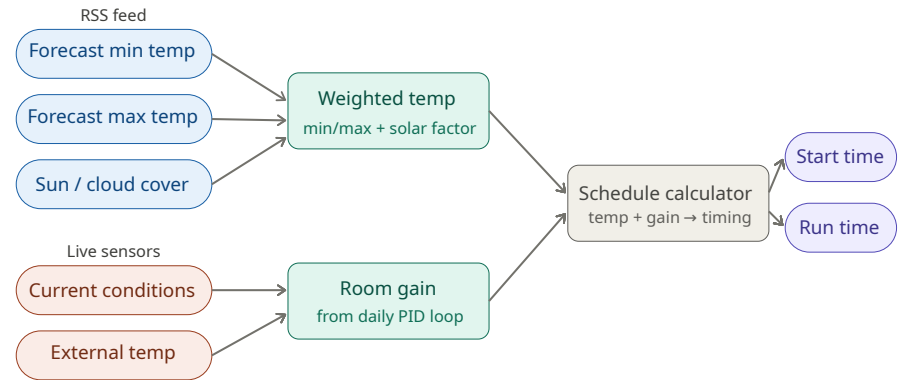 RSS feed
Forecast min temp
Forecast max temp
Sun / cloud cover
Live sensors
Current conditions
External temp
Weighted temp
min/max + solar factor
Room gain
from daily PID loop
Schedule calculator
temp + gain → timing
Start time
Run time